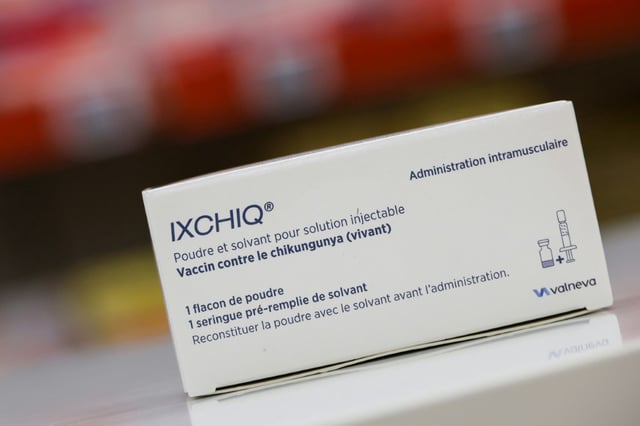 Administration intramusculaire
IXCHIQ®
Poudre et solvant pour solution injectable
Vaccin contre le chikungunya (vivant)
1 flacon de poudre
1 seringue pré-remplie de solvant
Reconstituer la poudre avec le solvant avant l'administration.
+
valneva